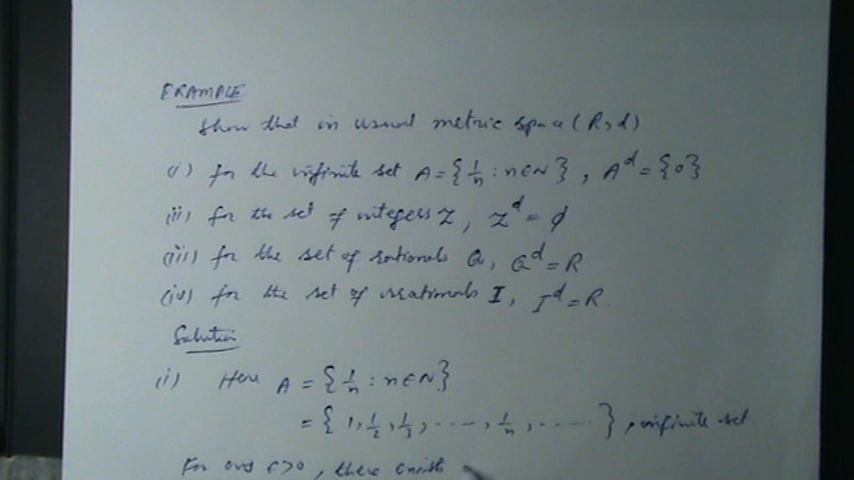 EXAMPLE
Show that in usual metric space (R, d)
(i) for the infinite set A = { 1/n : n ∈ N } , A^d = {0}
(ii) for the set of integers Z, Z^d = ϕ
(iii) for the set of rationals Q, Q^d = R
(iv) for the set of irrationals I, I^d = R.
Solution
(i) Here A = { 1/n : n ∈ N }
= { 1, 1/2, 1/3, ----, 1/n, ---- } , infinite set.
For any ε > 0 , there exists